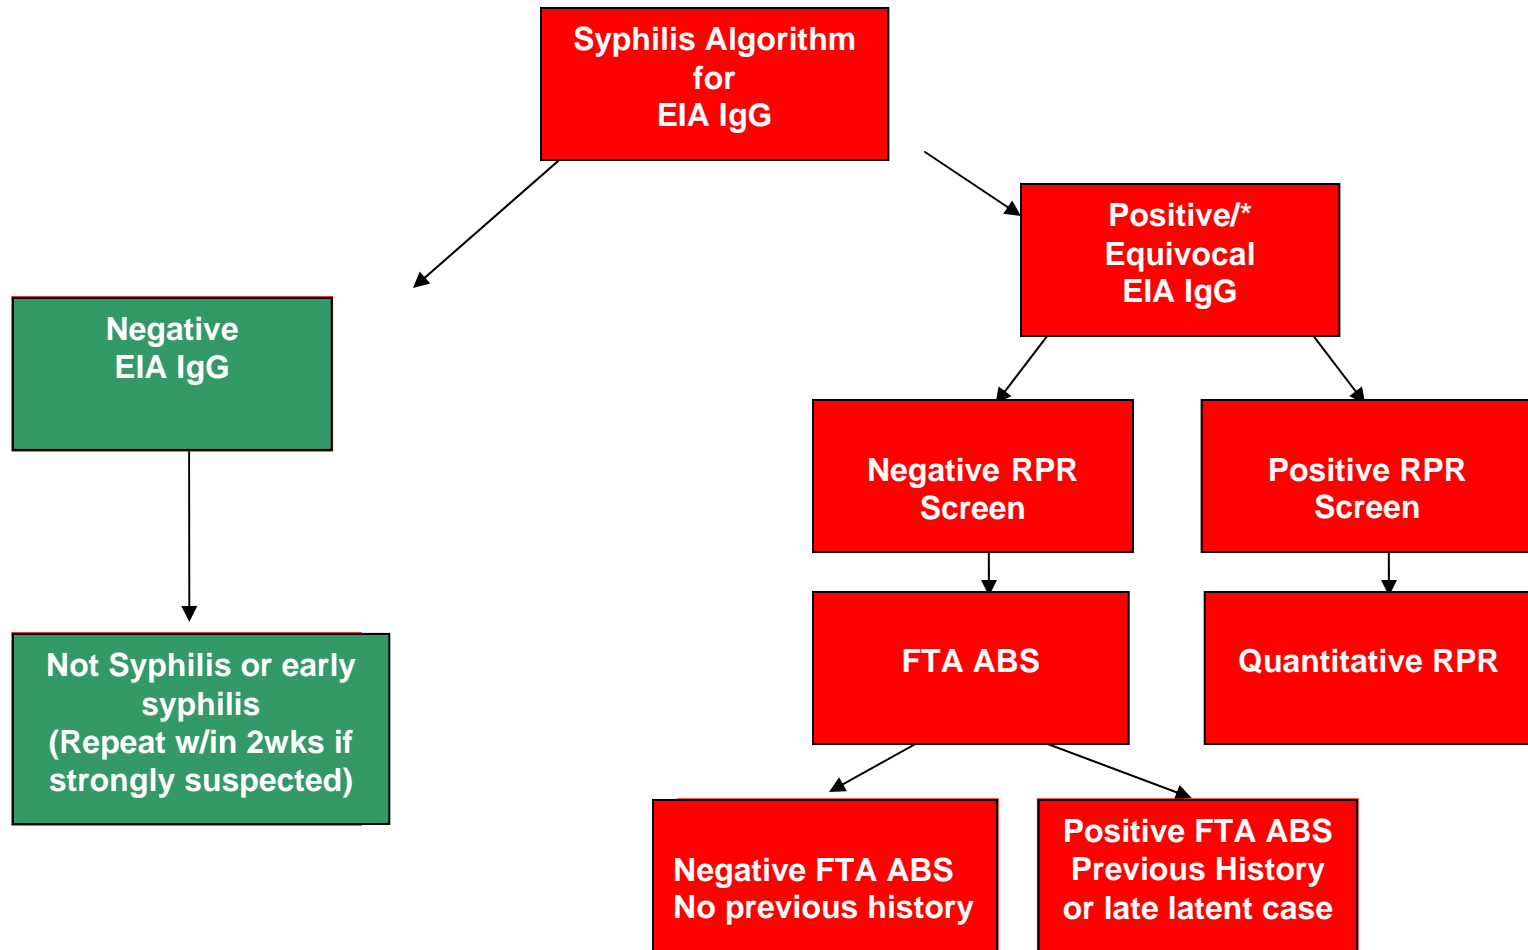 Syphilis Algorithm
for
EIA IgG
Positive/*
Equivocal
EIA IgG
Negative
EIA IgG
Negative RPR
Screen
Positive RPR
Screen
Not Syphilis or early
syphilis
(Repeat w/in 2wks if
strongly suspected)
FTA ABS
Quantitative RPR
Negative FTA ABS
No previous history
Positive FTA ABS
Previous History
or late latent case